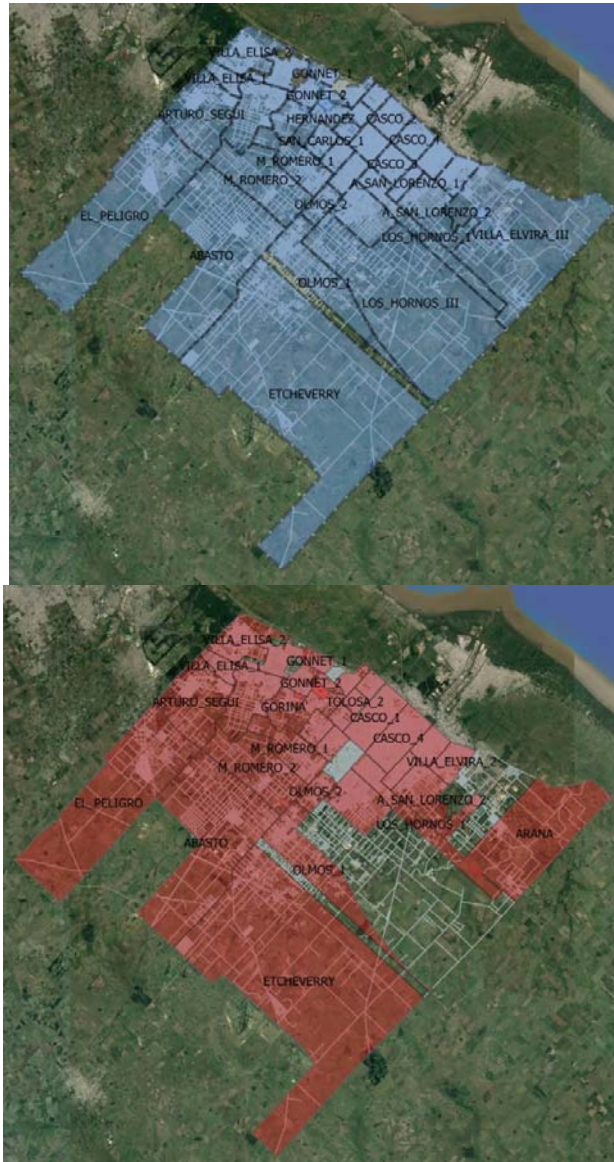 VILLA_ELISA_2
VILLA_ELISA_1
GONNET_1
GONNET_2
ARTURO_SEGUI
HERNANDEZ
CASCO_2
SAN_CARLOS_1
CASCO_4
M_ROMERO_1
CASCO_3
M_ROMERO_2
A_SAN_LORENZO_1
OLMOS_2
EL_PELIGRO
A_SAN_LORENZO_2
LOS_HORNOS_1
VILLA_ELVIRA_III
ABASTO
OLMOS_1
LOS_HORNOS_III
ETCHEVERRY
VILLA_ELISA_2
VILLA_ELISA_1
GONNET_1
GONNET_2
ARTURO_SEGUI
GORINA
TOLOSA_2
CASCO_1
CASCO_4
M_ROMERO_1
VILLA_ELVIRA_2
M_ROMERO_2
OLMOS_2
EL_PELIGRO
A_SAN_LORENZO_2
LOS_HORNOS_1
ARANA
ABASTO
OLMOS_1
ETCHEVERRY